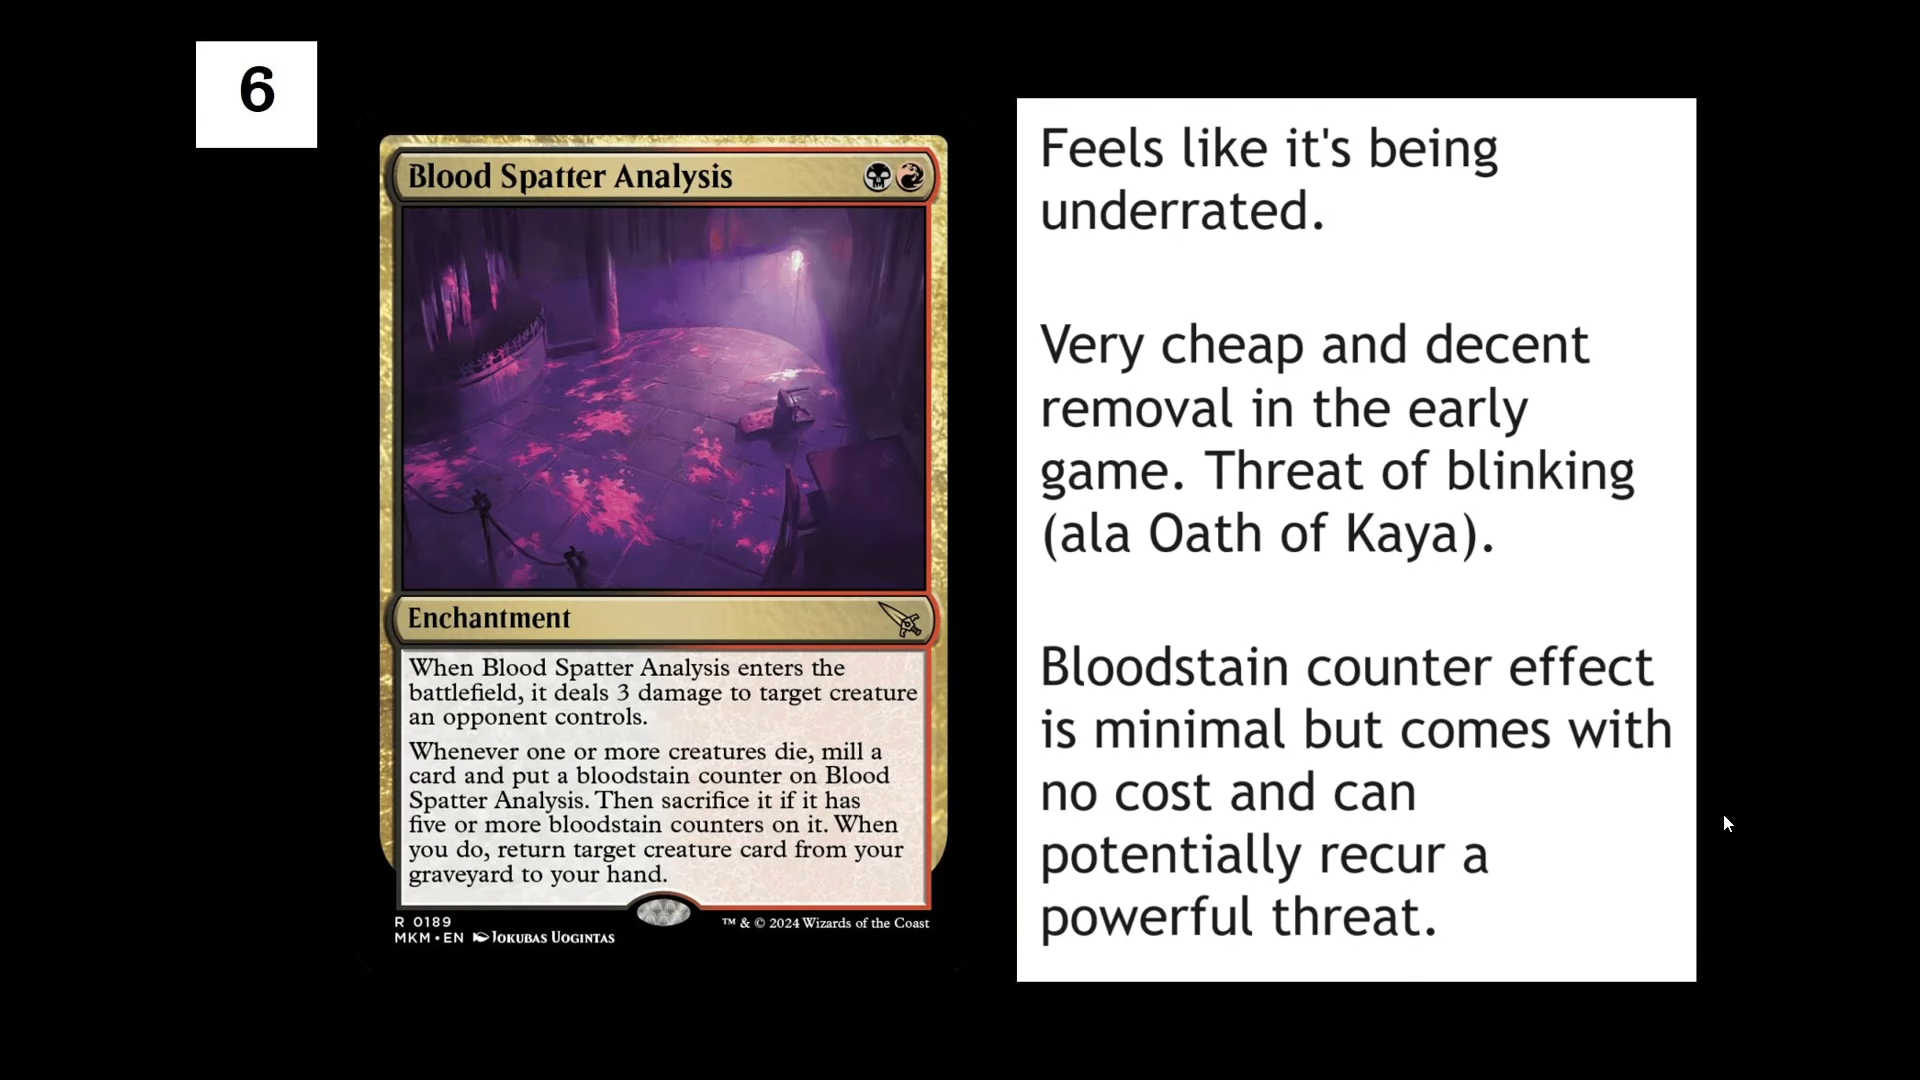 6
Blood Spatter Analysis
Enchantment
When Blood Spatter Analysis enters the
battlefield, it deals 3 damage to target creature
an opponent controls.
Whenever one or more creatures die, mill a
card and put a bloodstain counter on Blood
Spatter Analysis. Then sacrifice it if it has
five or more bloodstain counters on it. When
you do, return target creature card from your
graveyard to your hand.
R 0189
MKM • EN JOKUBAS UOGINTAS
™ & © 2024 Wizards of the Coast
Feels like it's being
underrated.
Very cheap and decent
removal in the early
game. Threat of blinking
(ala Oath of Kaya).
Bloodstain counter effect
is minimal but comes with
no cost and can
potentially recur a
powerful threat.